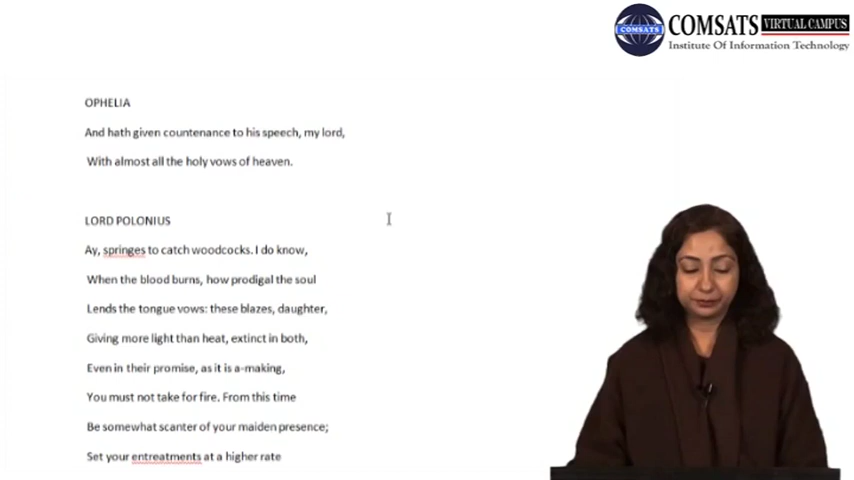 COMSATS VIRTUAL CAMPUS
COMSATS
Institute Of Information Technology
OPHELIA
And hath given countenance to his speech, my lord,
With almost all the holy vows of heaven.
LORD POLONIUS
Ay, springes to catch woodcocks. I do know,
When the blood burns, how prodigal the soul
Lends the tongue vows: these blazes, daughter,
Giving more light than heat, extinct in both,
Even in their promise, as it is a-making,
You must not take for fire. From this time
Be somewhat scanter of your maiden presence;
Set your entreatments at a higher rate